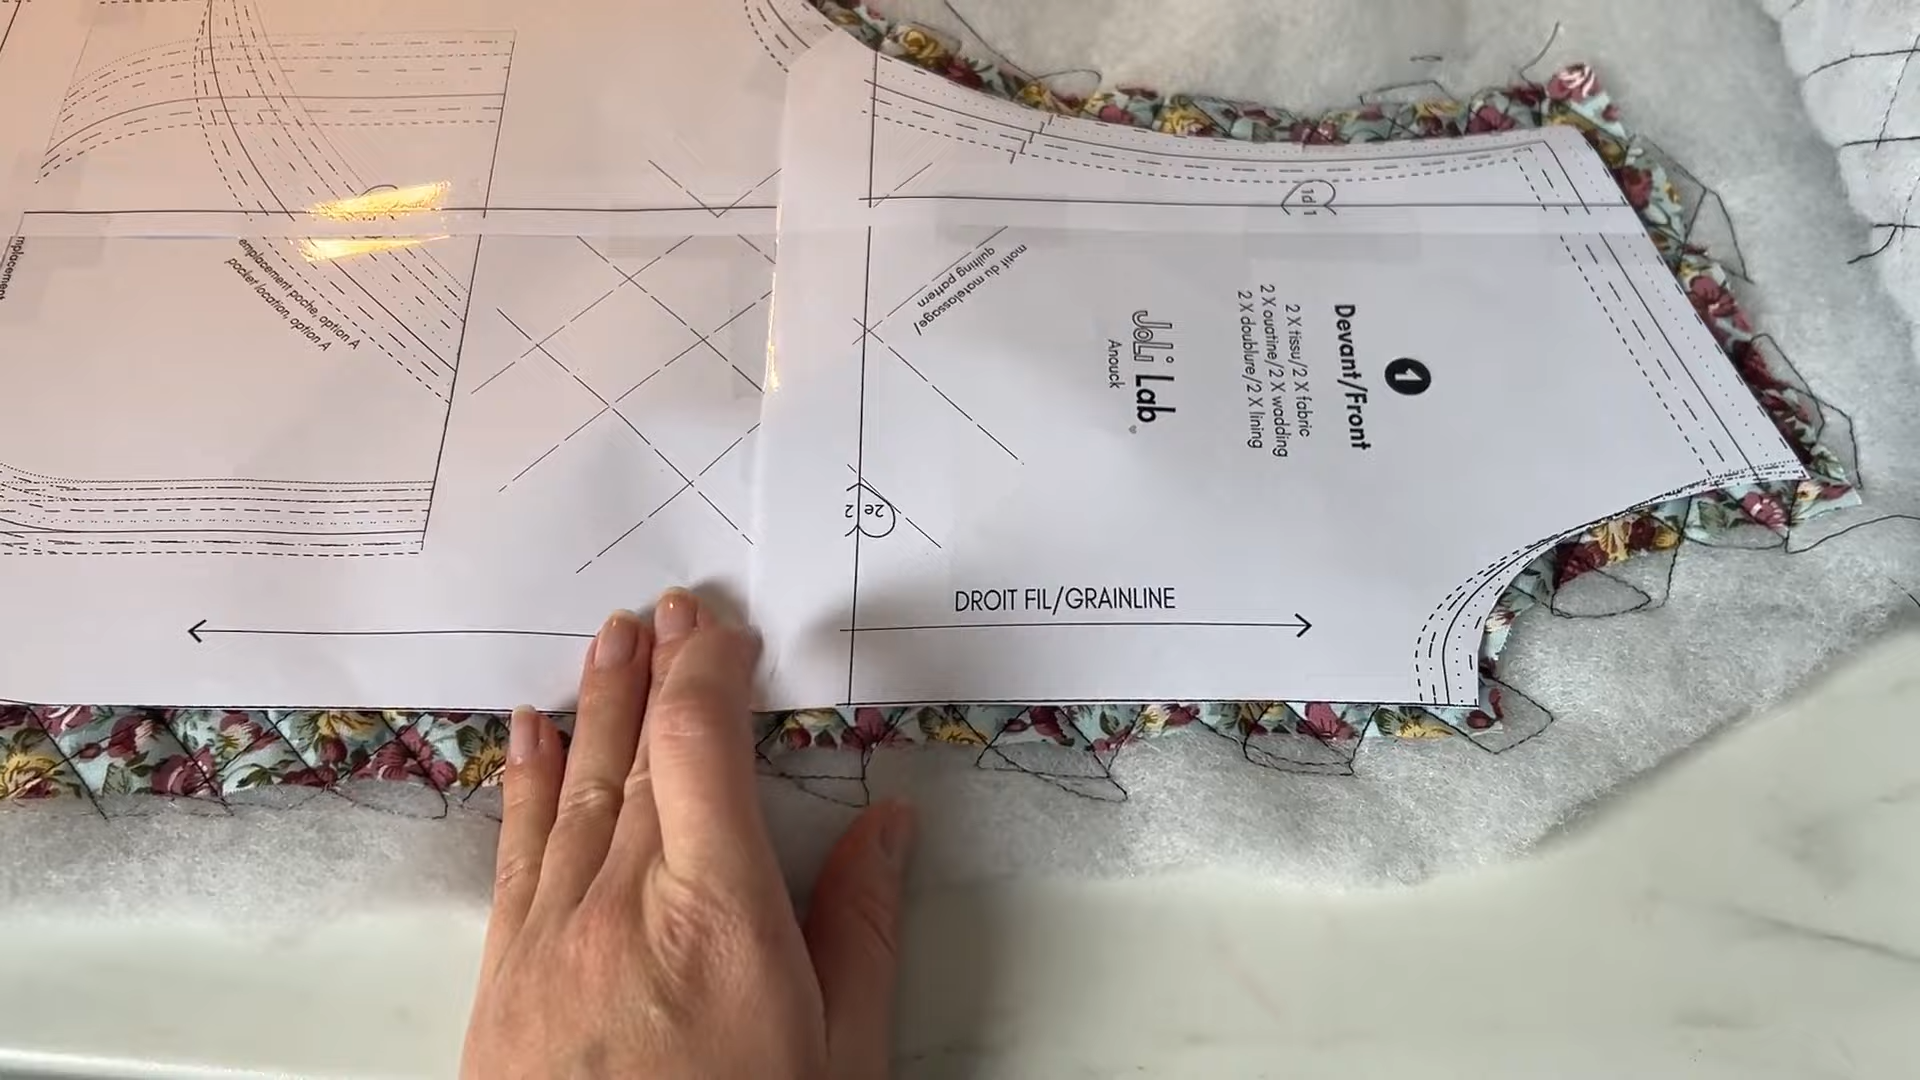 Devant/Front
1
2 X tissu/2 X fabric
2 X ouatine/2 X wadding
2 X doublure/2 X lining
JoLi Lab
Anouck
motif du matelassage/
quilting pattern
emplacement poche, option A
pocket location, option A
DROIT FIL/GRAINLINE
1d 1
2e 2